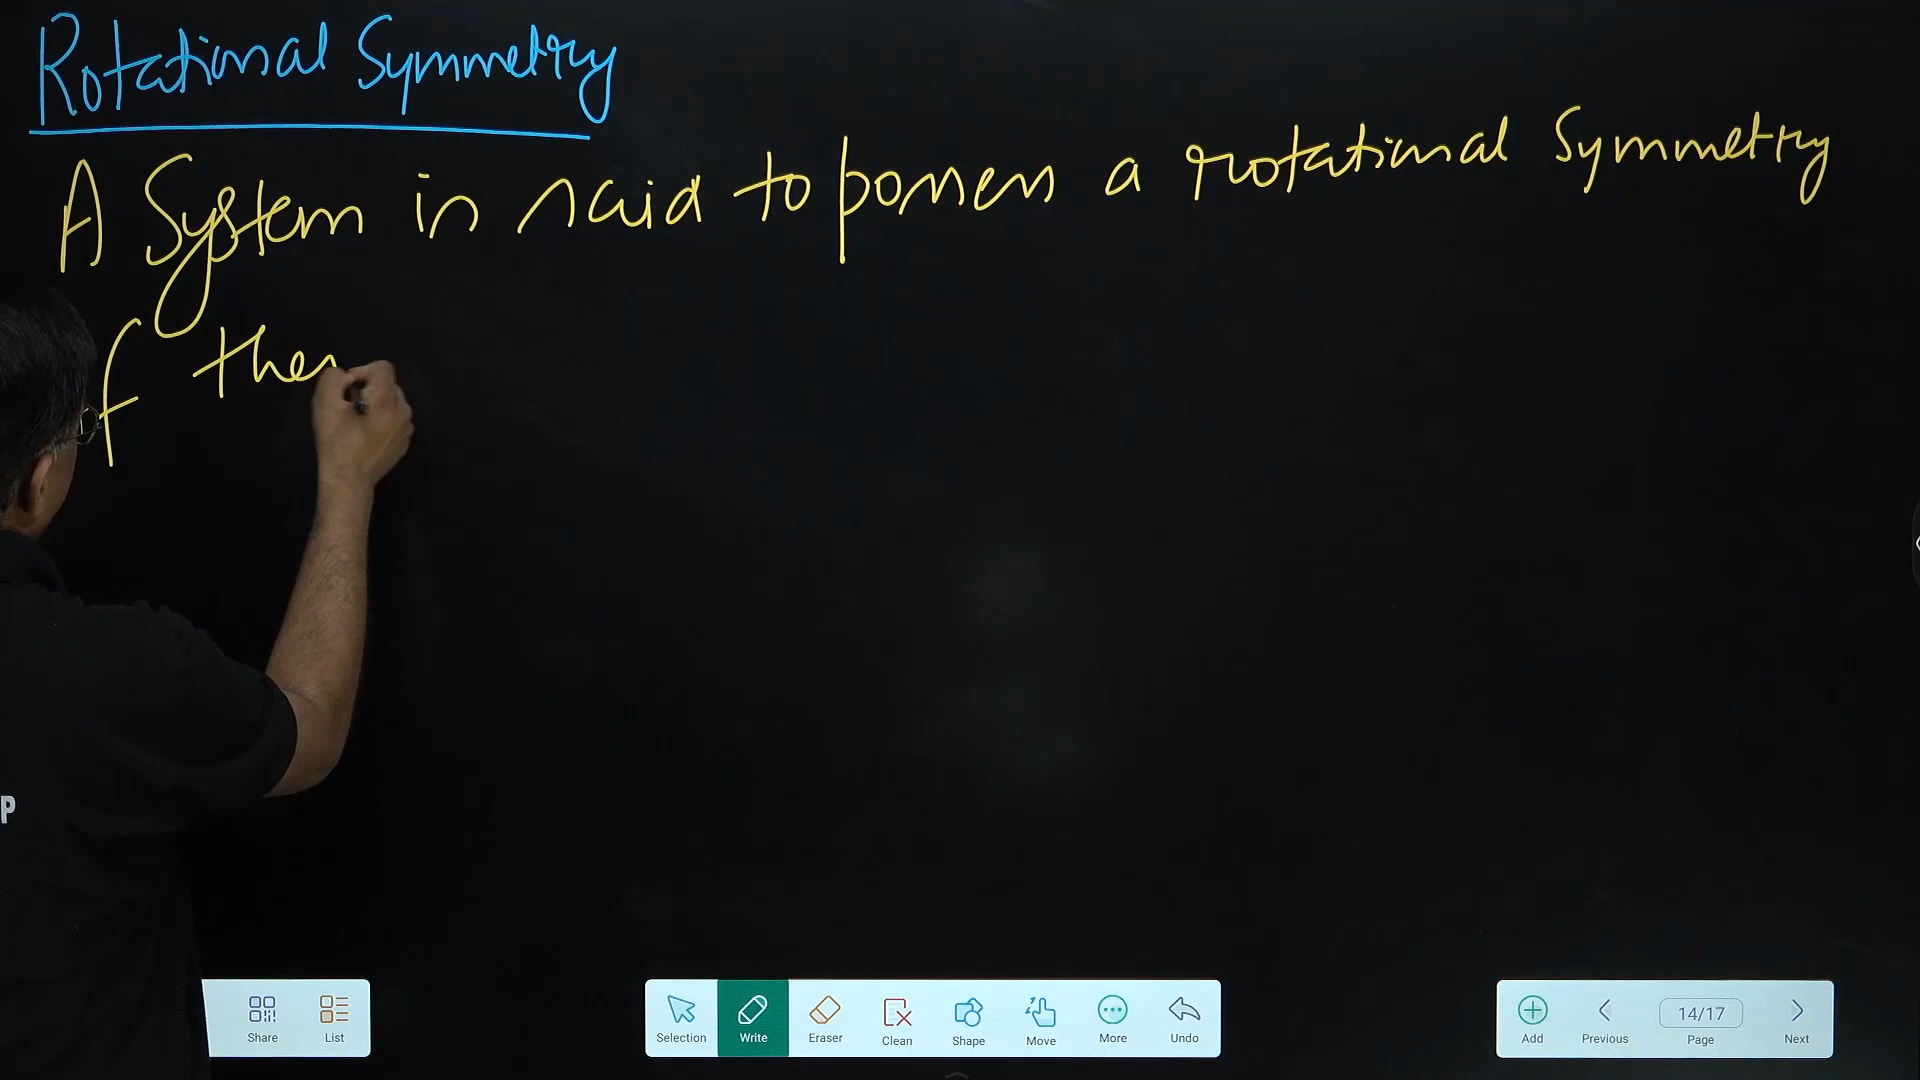 Rotational Symmetry
A System is said to possess a rotational Symmetry
f ther
P
Share
List
Selection
Write
Eraser
Clean
Shape
Move
More
Undo
Add
Previous
14/17
Page
Next